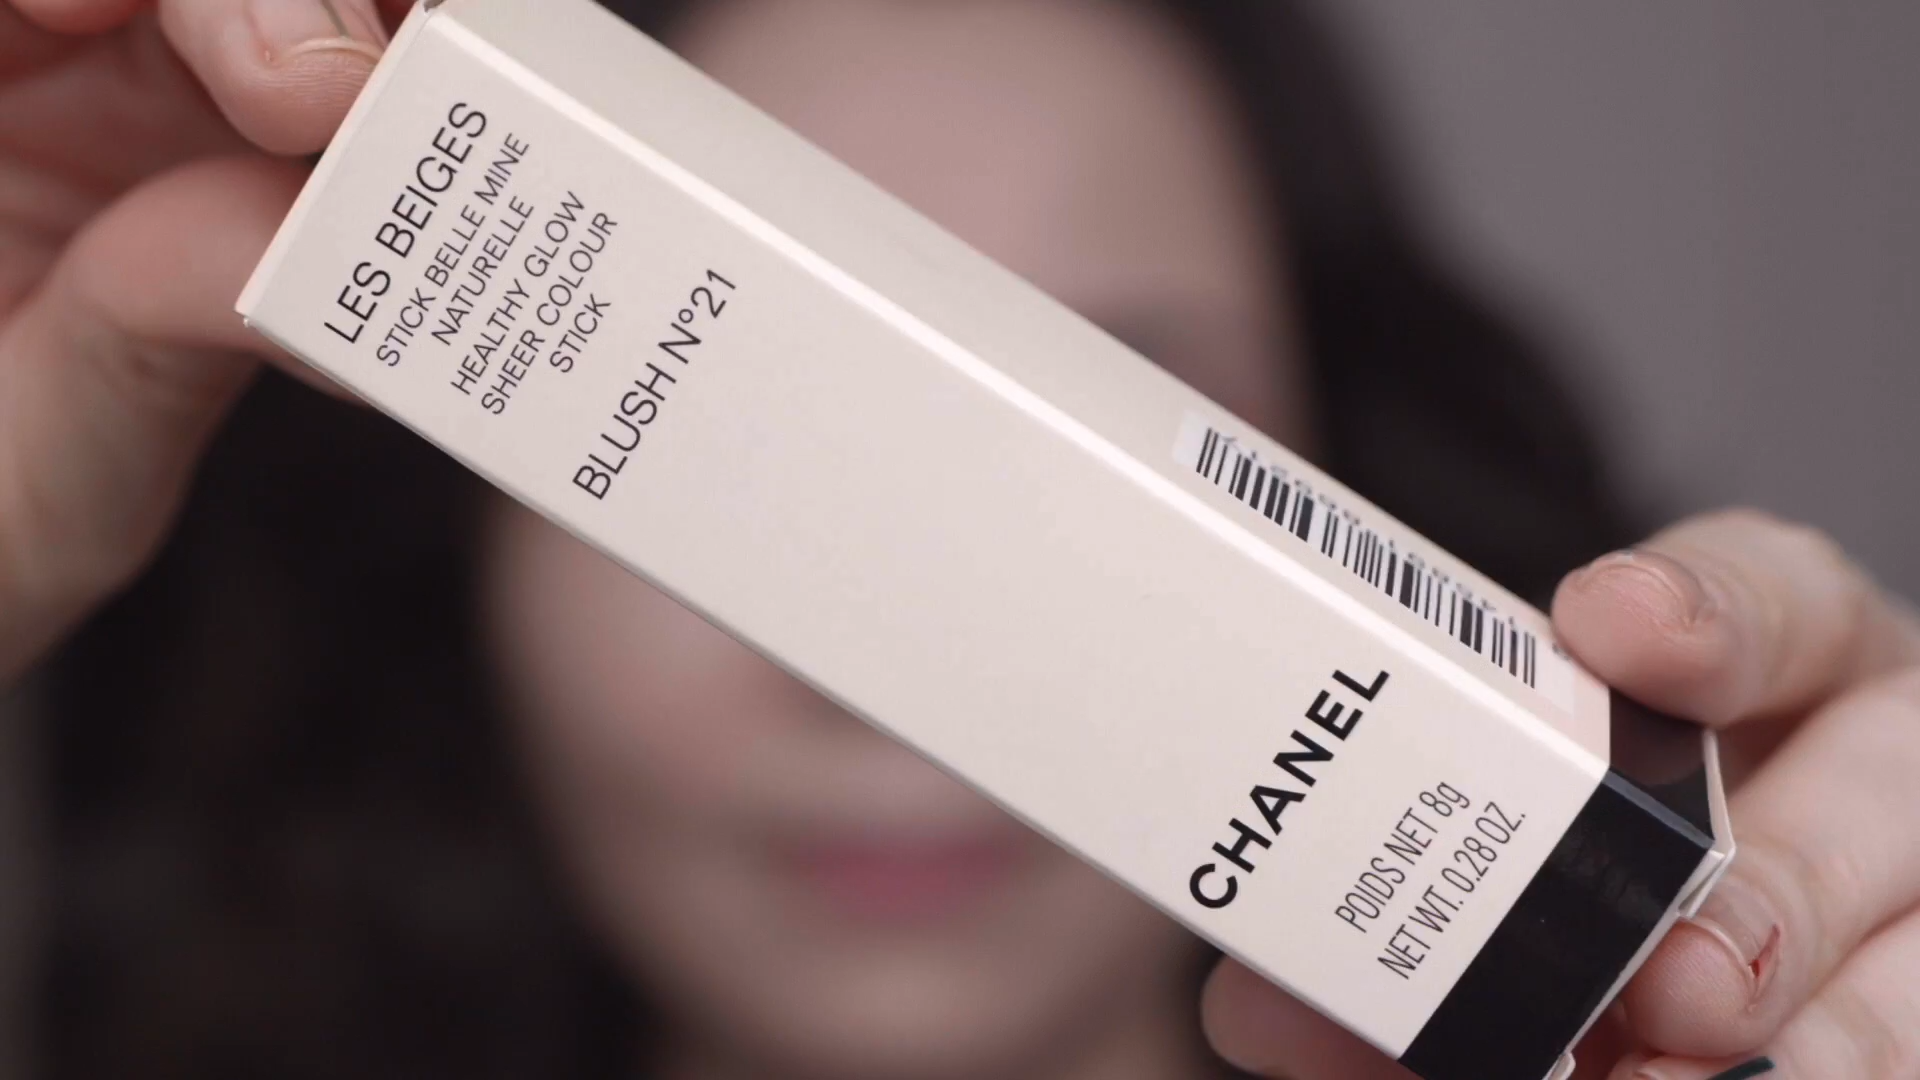 LES BEIGES
STICK BELLE MINE
NATURELLE
HEALTHY GLOW
SHEER COLOUR
STICK
BLUSH N°21
CHANEL
POIDS NET 8g
NET WT. 0.28 OZ.